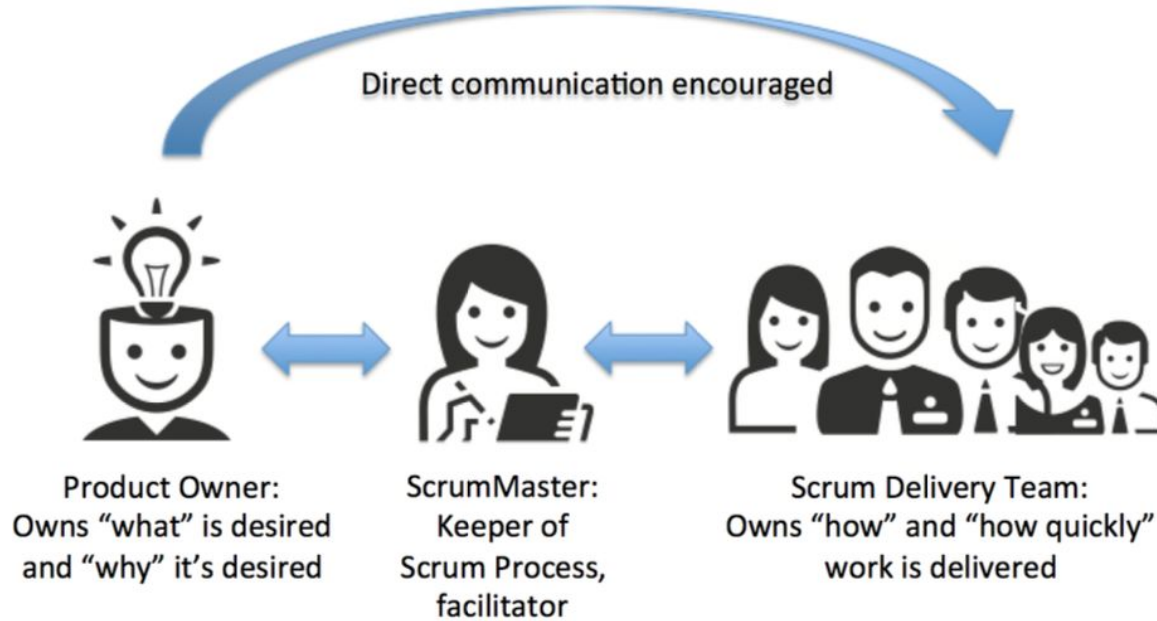 Direct communication encouraged
Product Owner:
Owns “what” is desired
and “why” it’s desired
ScrumMaster:
Keeper of
Scrum Process,
facilitator
Scrum Delivery Team:
Owns “how” and “how quickly”
work is delivered